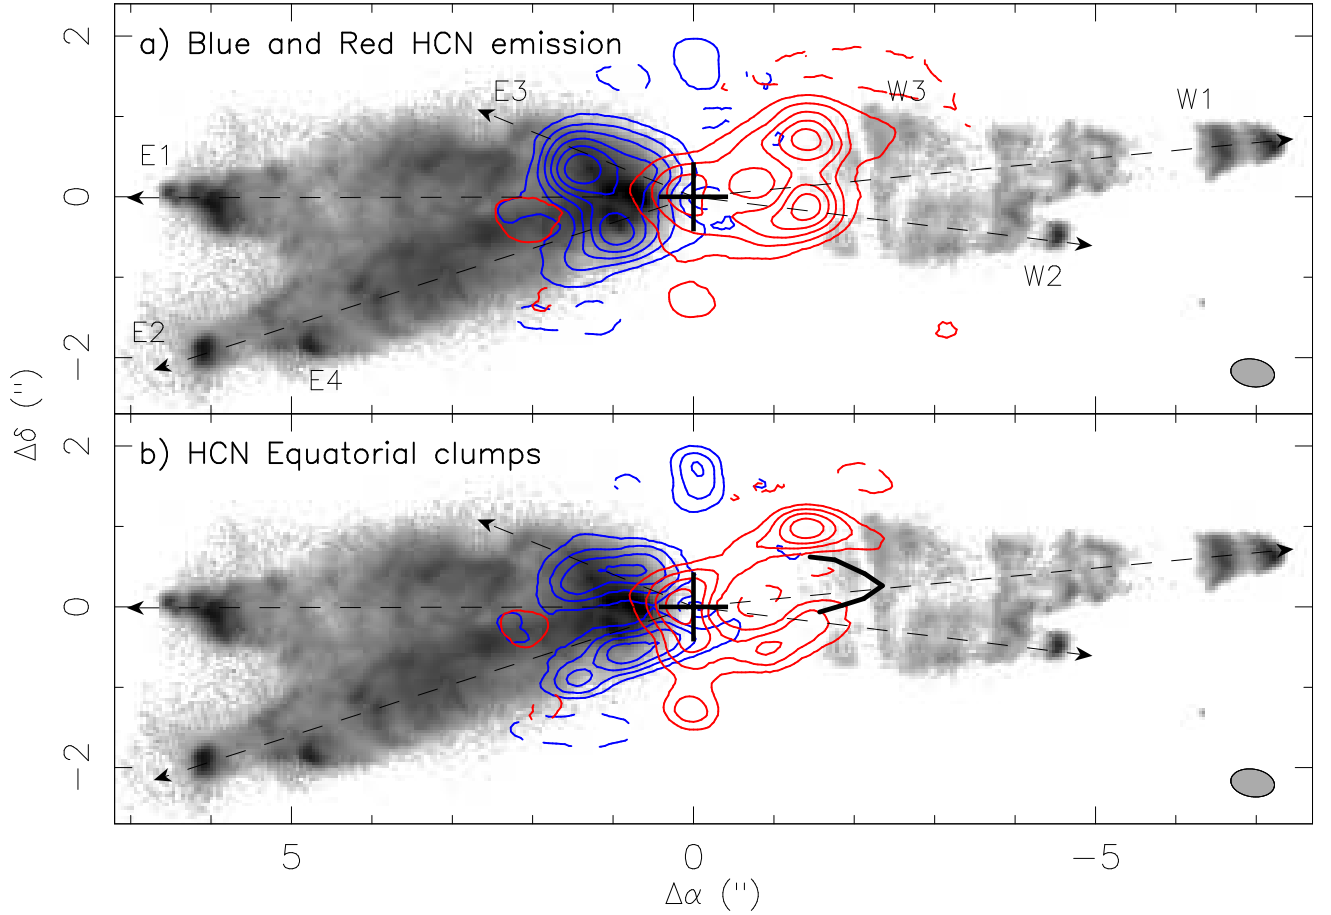 2
a) Blue and Red HCN emission
E3
W3
W1
E1
0
W2
E2
−2
E4
Δδ (")
2
b) HCN Equatorial clumps
0
−2
5 0 −5
Δα (")